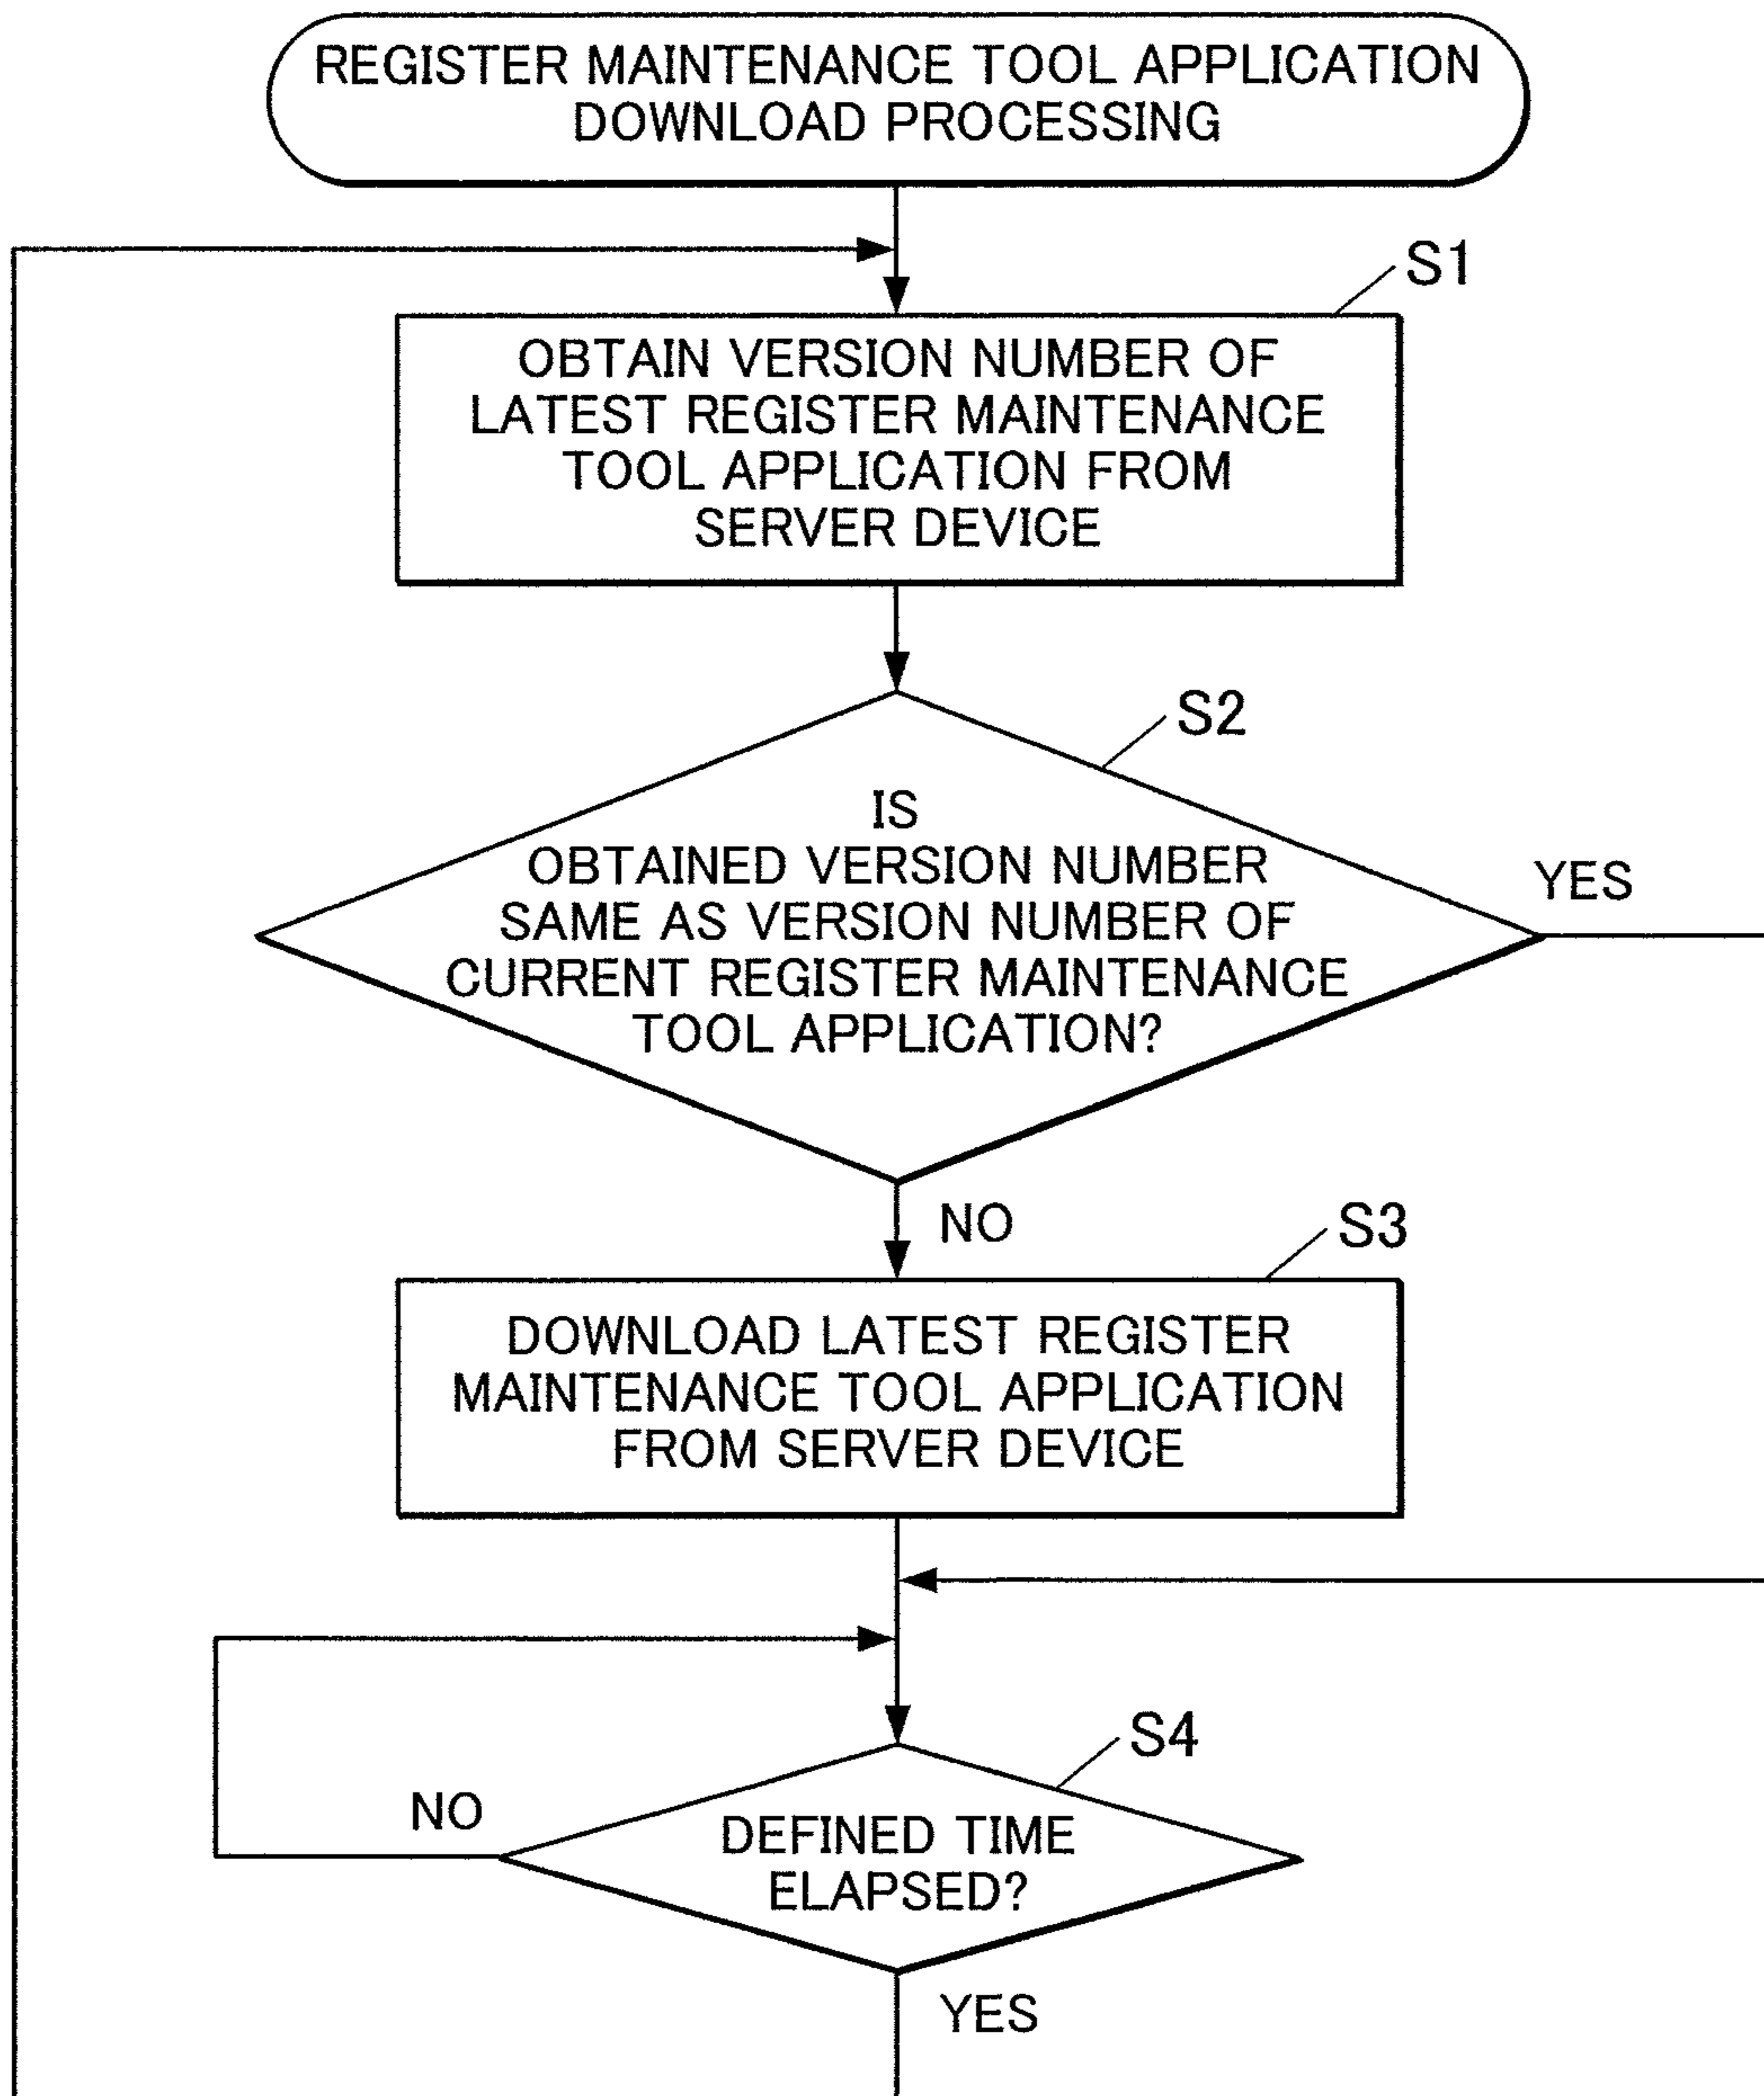 REGISTER MAINTENANCE TOOL APPLICATION
DOWNLOAD PROCESSING
S1
OBTAIN VERSION NUMBER OF
LATEST REGISTER MAINTENANCE
TOOL APPLICATION FROM
SERVER DEVICE
S2
IS
OBTAINED VERSION NUMBER
SAME AS VERSION NUMBER OF
CURRENT REGISTER MAINTENANCE
TOOL APPLICATION?
YES
NO
S3
DOWNLOAD LATEST REGISTER
MAINTENANCE TOOL APPLICATION
FROM SERVER DEVICE
S4
NO
DEFINED TIME
ELAPSED?
YES